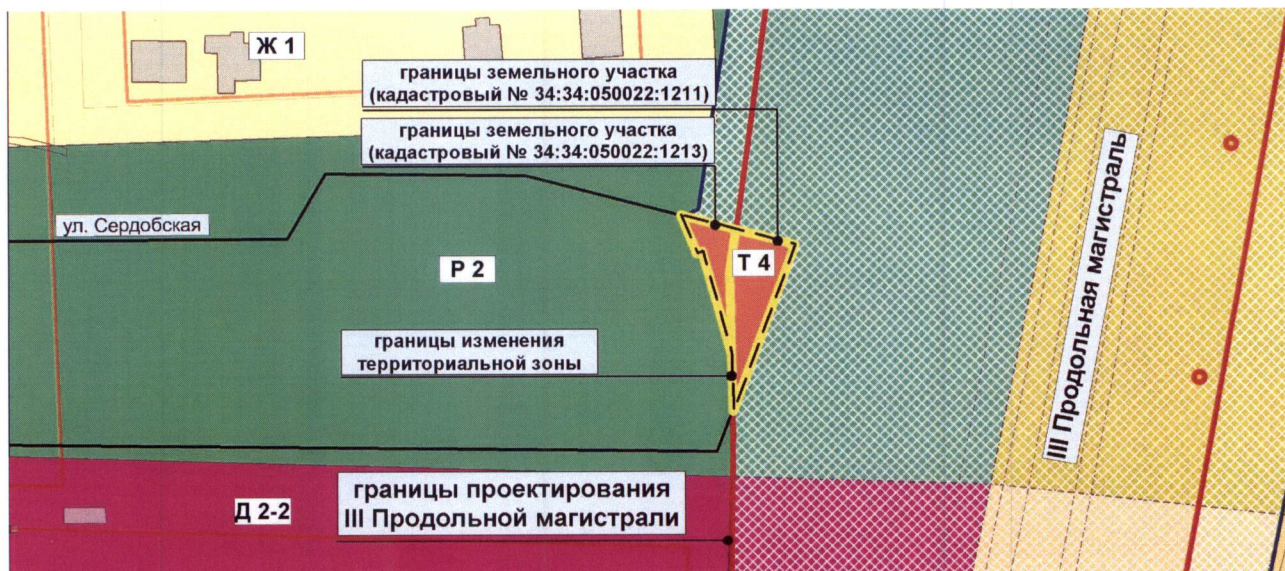 Ж 1
границы земельного участка
(кадастровый № 34:34:050022:1211)
границы земельного участка
(кадастровый № 34:34:050022:1213)
ул. Сердобская
Р 2
Т 4
III Продольная магистраль
границы изменения
территориальной зоны
границы проектирования
III Продольной магистрали
Д 2-2